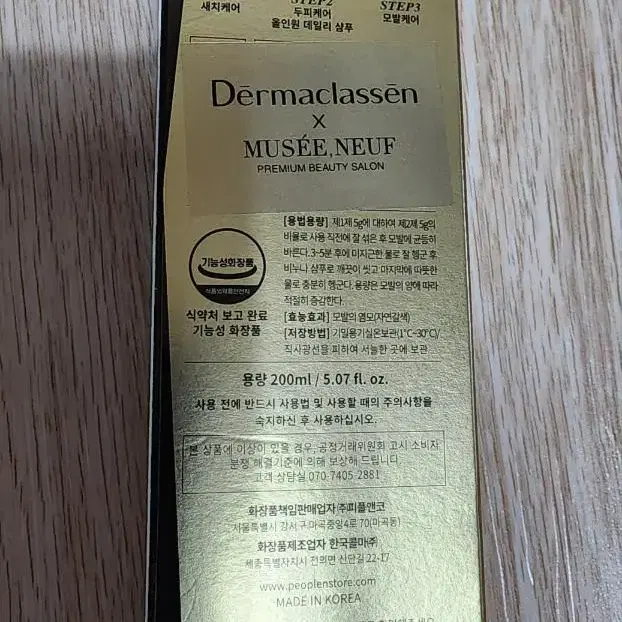 새치케어
STEP2
두피케어
올인원 데일리 샴푸
STEP3
모발케어
Dērmaclassēn
X
MUSÉE,NEUF
PREMIUM BEAUTY SALON
[용법용량] 제1제 5g에 대하여 제2제 5g의
비율로 사용 직전에 잘 섞은 후 모발에 균등히
바른다. 3~5분 후에 미지근한 물로 잘 헹군 후
비누나 샴푸로 깨끗이 씻고 마지막에 따뜻한
물로 충분히 헹군다. 용량은 모발의 양에 따라
적절히 증감한다.
[효능효과] 모발의 염모(자연갈색)
[저장방법] 기밀용기실온보관(1°C~30°C)/
직사광선을 피하여 서늘한 곳에 보관
기능성화장품
식품의약품안전처
식약처 보고 완료
기능성 화장품
용량 200ml / 5.07 fl. oz.
사용 전에 반드시 사용법 및 사용할 때의 주의사항을
숙지하신 후 사용하십시오.
본 상품에 이상이 있을 경우, 공정거래위원회 고시 소비자
분쟁 해결기준에 의해 보상해 드립니다
고객 상담실 070-7405-2881
화장품책임판매업자 (주)피플앤코
서울특별시 강서구 마곡중앙4로 70(마곡동)
화장품제조업자 한국콜마(주)
세종특별자치시 전의면 산단길 22-17
www.peoplenstore.com
MADE IN KOREA